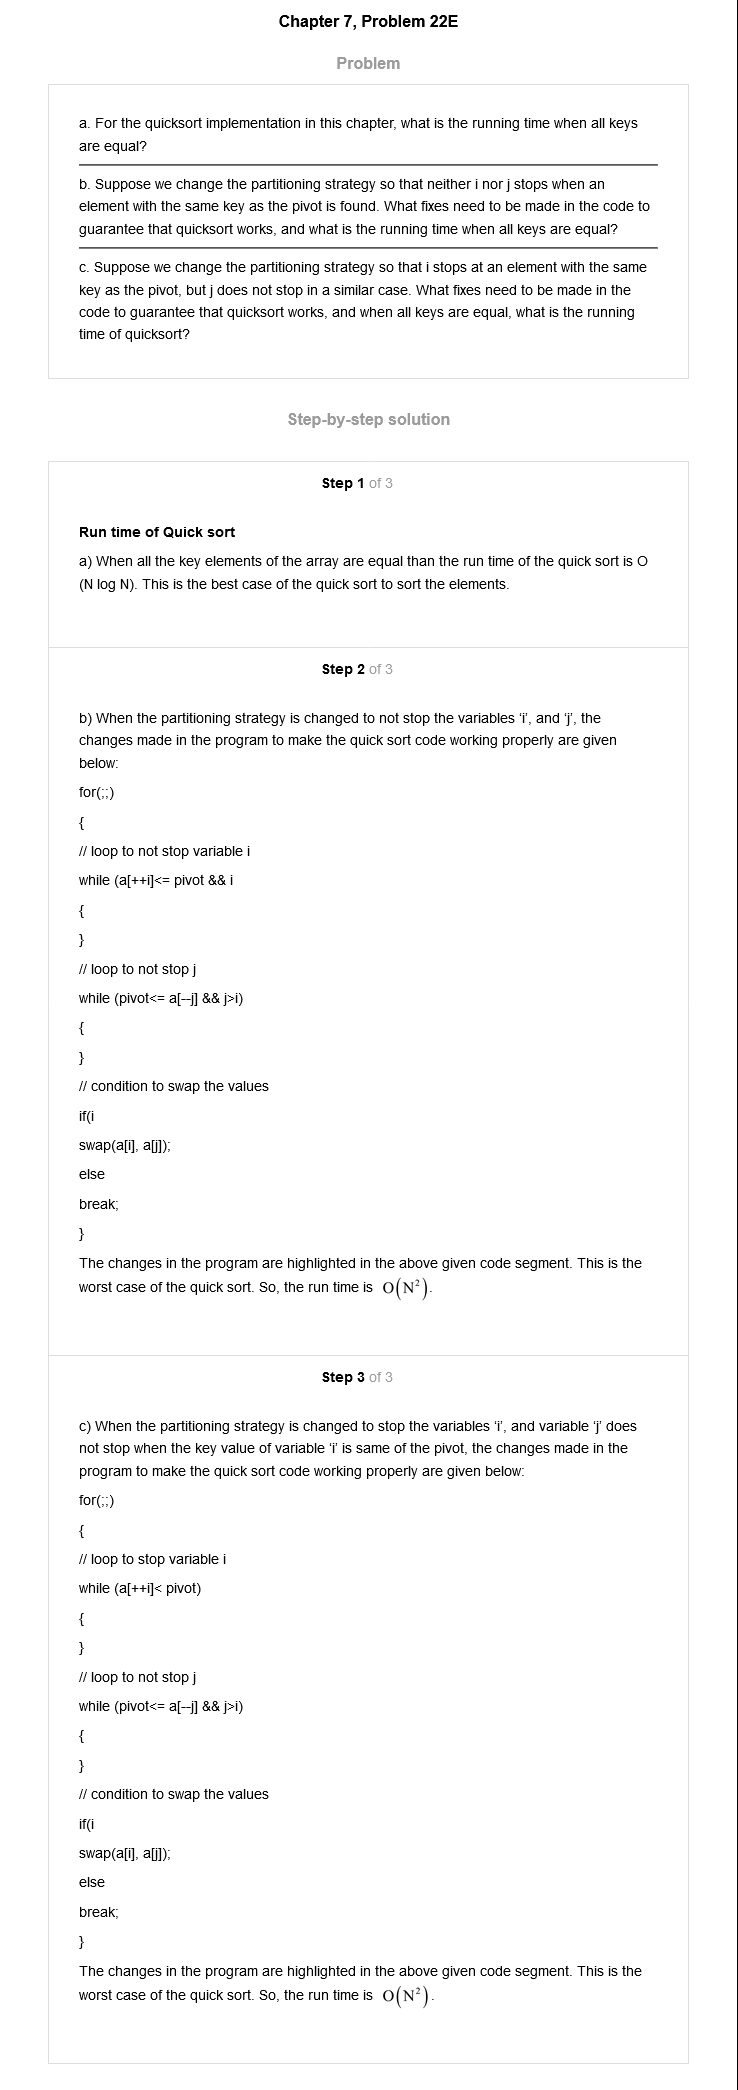 Chapter 7, Problem 22E
Problem
a. For the quicksort implementation in this chapter, what is the running time when all keys
are equal?
b. Suppose we change the partitioning strategy so that neither i nor j stops when an
element with the same key as the pivot is found. What fixes need to be made in the code to
guarantee that quicksort works, and what is the running time when all keys are equal?
c. Suppose we change the partitioning strategy so that i stops at an element with the same
key as the pivot, but j does not stop in a similar case. What fixes need to be made in the
code to guarantee that quicksort works, and when all keys are equal, what is the running
time of quicksort?
Step-by-step solution
Step 1 of 3
Run time of Quick sort
a) When all the key elements of the array are equal than the run time of the quick sort is O
(N log N). This is the best case of the quick sort to sort the elements.
Step 2 of 3
b) When the partitioning strategy is changed to not stop the variables ‘i’, and ‘j’, the
changes made in the program to make the quick sort code working properly are given
below:
for(;;)
{
// loop to not stop variable i
while (a[++i]<= pivot && i
{
}
// loop to not stop j
while (pivot<= a[--j] && j>i)
{
}
// condition to swap the values
if(i
swap(a[i], a[j]);
else
break;
}
The changes in the program are highlighted in the above given code segment. This is the
worst case of the quick sort. So, the run time is O(N²).
Step 3 of 3
c) When the partitioning strategy is changed to stop the variables ‘i’, and variable ‘j’ does
not stop when the key value of variable ‘i’ is same of the pivot, the changes made in the
program to make the quick sort code working properly are given below:
for(;;)
{
// loop to stop variable i
while (a[++i]< pivot)
{
}
// loop to not stop j
while (pivot<= a[--j] && j>i)
{
}
// condition to swap the values
if(i
swap(a[i], a[j]);
else
break;
}
The changes in the program are highlighted in the above given code segment. This is the
worst case of the quick sort. So, the run time is O(N²).